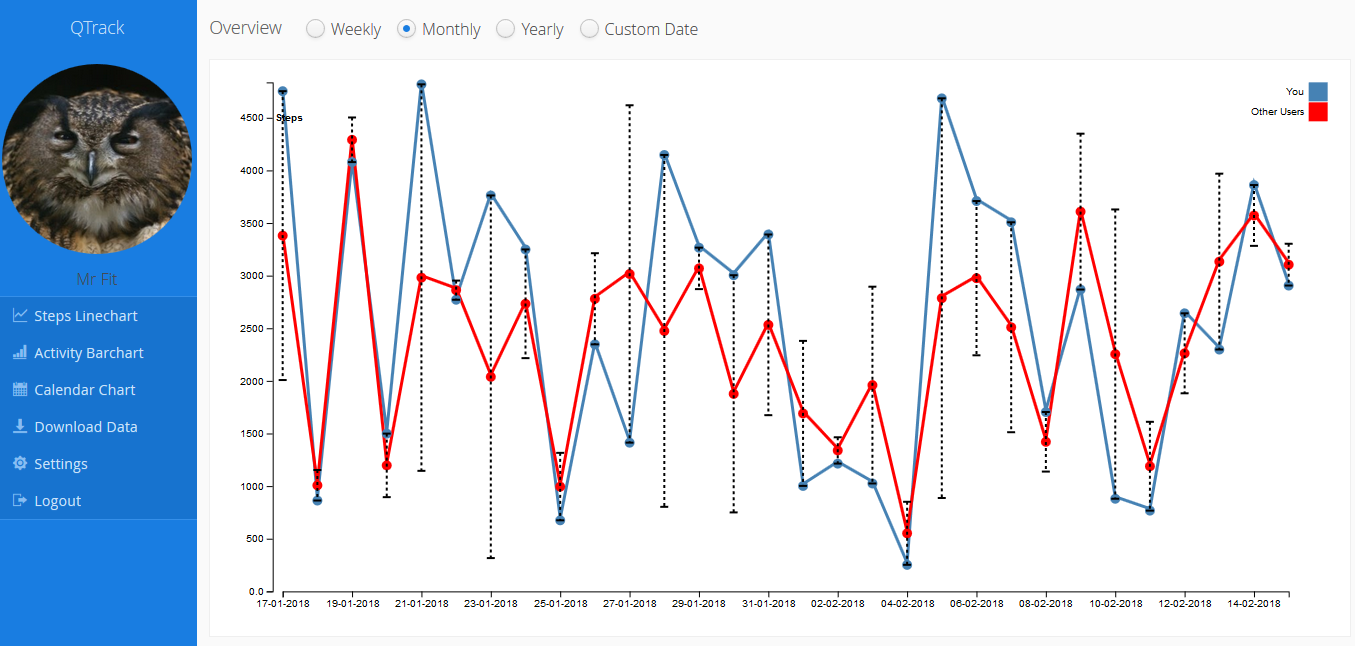 QTrack
Overview
Weekly
Monthly
Yearly
Custom Date
Mr Fit
Steps Linechart
Activity Barchart
Calendar Chart
Download Data
Settings
Logout
You
Other Users
Steps
4500
4000
3500
3000
2500
2000
1500
1000
500
0.0
17-01-2018
19-01-2018
21-01-2018
23-01-2018
25-01-2018
27-01-2018
29-01-2018
31-01-2018
02-02-2018
04-02-2018
06-02-2018
08-02-2018
10-02-2018
12-02-2018
14-02-2018